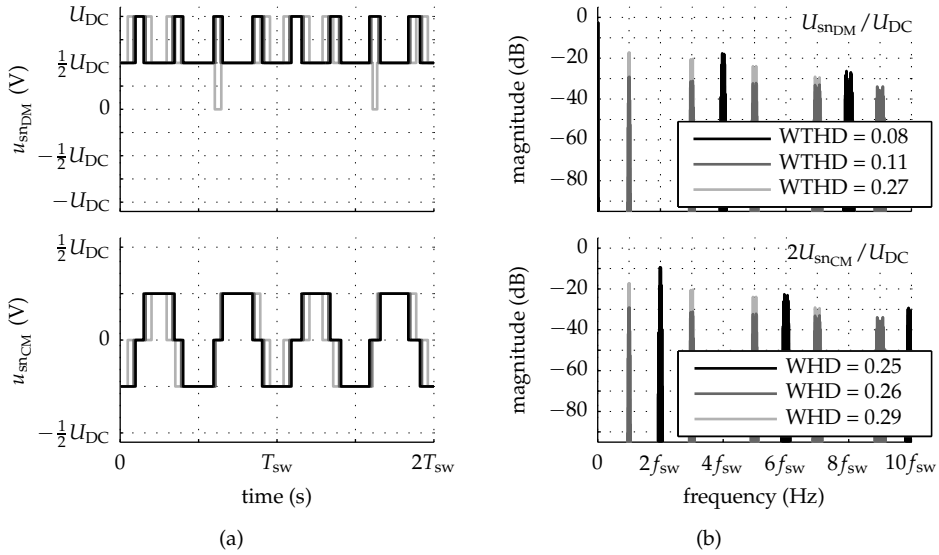 U_DC
½U_DC
0
−½U_DC
−U_DC
u_snDM (V)
½U_DC
0
−½U_DC
u_snCM (V)
0
T_sw
2T_sw
time (s)
(a)
0
−20
−40
−60
−80
magnitude (dB)
U_snDM/U_DC
WTHD = 0.08
WTHD = 0.11
WTHD = 0.27
0
−20
−40
−60
−80
magnitude (dB)
2U_snCM/U_DC
WHD = 0.25
WHD = 0.26
WHD = 0.29
0
2f_sw
4f_sw
6f_sw
8f_sw
10f_sw
frequency (Hz)
(b)